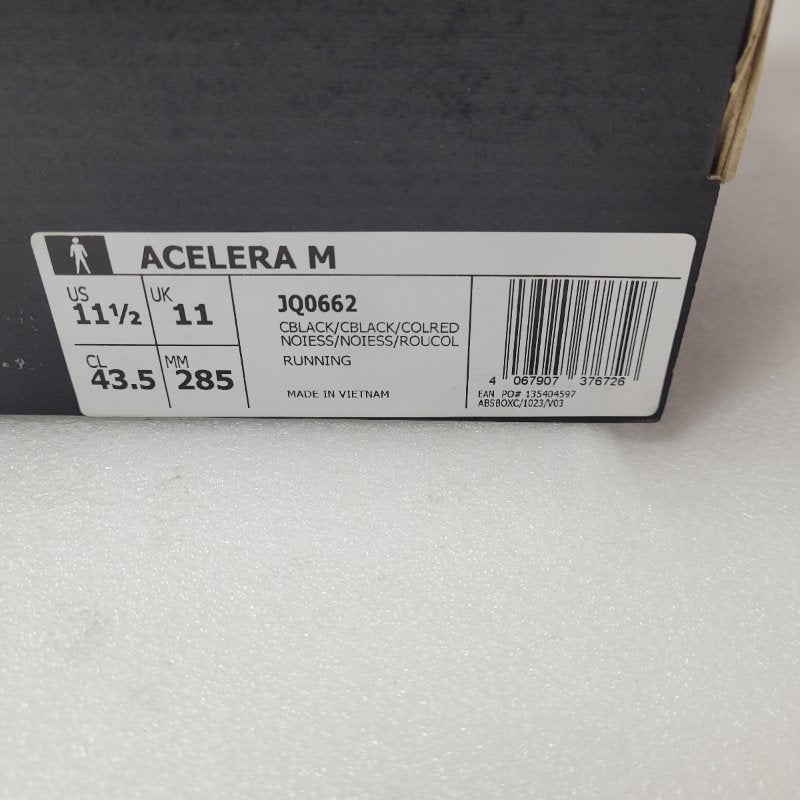 ACELERA M
US
11½
UK
11
CL
43.5
MM
285
JQ0662
CBLACK/CBLACK/COLRED
NOIESS/NOIESS/ROUCOL
RUNNING
MADE IN VIETNAM
4 067907 376726
EAN PO# 135404597
ABSBOXC/1023/V03